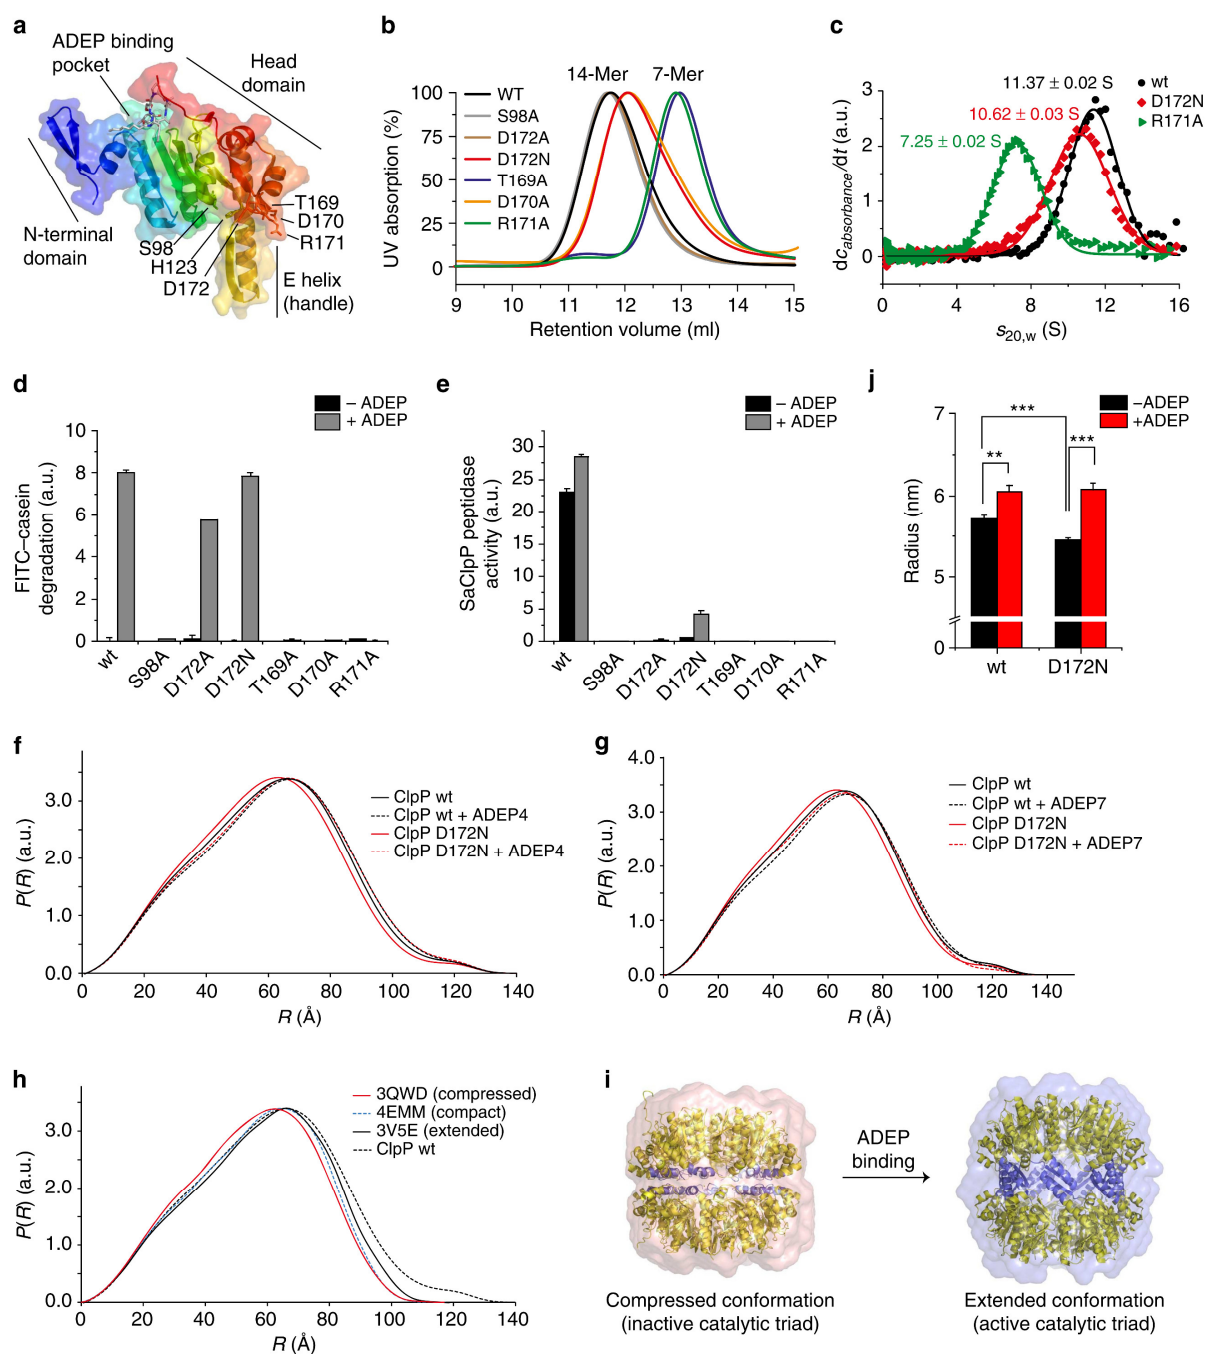 a
ADEP binding
pocket
Head
domain
N-terminal
domain
S98
H123
D172
T169
D170
R171
E helix
(handle)
b
14-Mer
7-Mer
WT
S98A
D172A
D172N
T169A
D170A
R171A
UV absorption (%)
100
75
50
25
0
9 10 11 12 13 14 15
Retention volume (ml)
c
11.37 ± 0.02 S
10.62 ± 0.03 S
7.25 ± 0.02 S
wt
D172N
R171A
dc_absorbance/dt (a.u.)
3
2
1
0
0 4 8 12 16
s20,w (S)
d
– ADEP
+ ADEP
FITC–casein
degradation (a.u.)
10
8
6
4
2
0
wt
S98A
D172A
D172N
T169A
D170A
R171A
e
– ADEP
+ ADEP
SaClpP peptidase
activity (a.u.)
30
25
20
15
10
5
0
wt
S98A
D172A
D172N
T169A
D170A
R171A
j
–ADEP
+ADEP
Radius (nm)
7
6
5
0
***
**
***
wt
D172N
f
ClpP wt
ClpP wt + ADEP4
ClpP D172N
ClpP D172N + ADEP4
P(R) (a.u.)
3.0
2.0
1.0
0.0
0 20 40 60 80 100 120 140
R (Å)
g
ClpP wt
ClpP wt + ADEP7
ClpP D172N
ClpP D172N + ADEP7
P(R) (a.u.)
4.0
3.0
2.0
1.0
0.0
0 20 40 60 80 100 120 140
R (Å)
h
3QWD (compressed)
4EMM (compact)
3V5E (extended)
ClpP wt
P(R) (a.u.)
3.0
2.0
1.0
0.0
0 20 40 60 80 100 120 140
R (Å)
i
ADEP
binding
Compressed conformation
(inactive catalytic triad)
Extended conformation
(active catalytic triad)